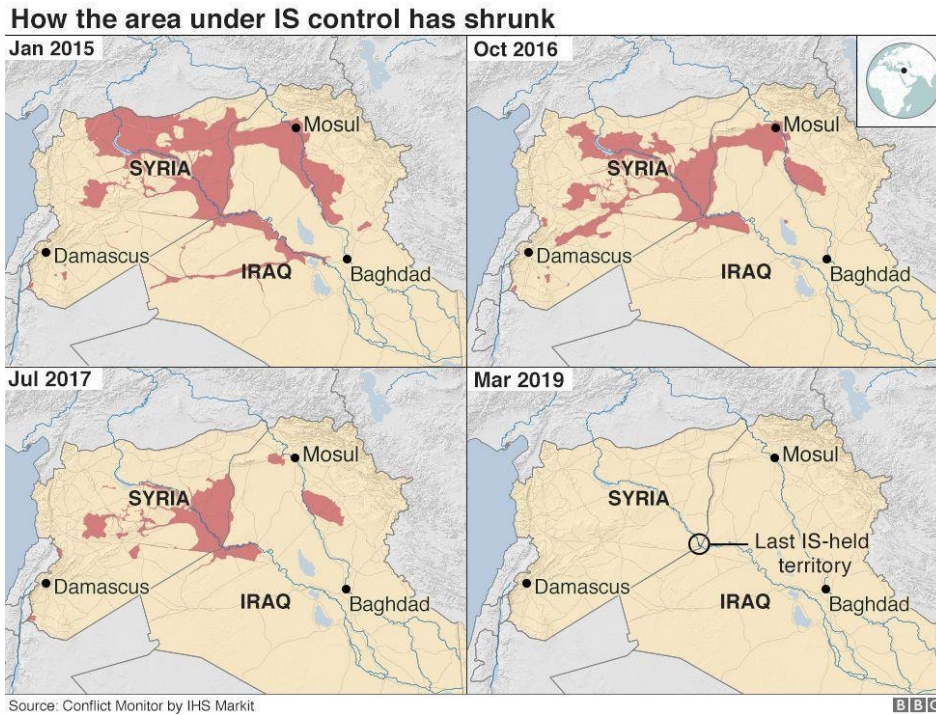 How the area under IS control has shrunk
Jan 2015
Mosul
SYRIA
Damascus
IRAQ
Baghdad
Oct 2016
Mosul
SYRIA
Damascus
IRAQ
Baghdad
Jul 2017
Mosul
SYRIA
Damascus
IRAQ
Baghdad
Mar 2019
Mosul
SYRIA
Last IS-held
territory
Damascus
IRAQ
Baghdad
Source: Conflict Monitor by IHS Markit
BBC